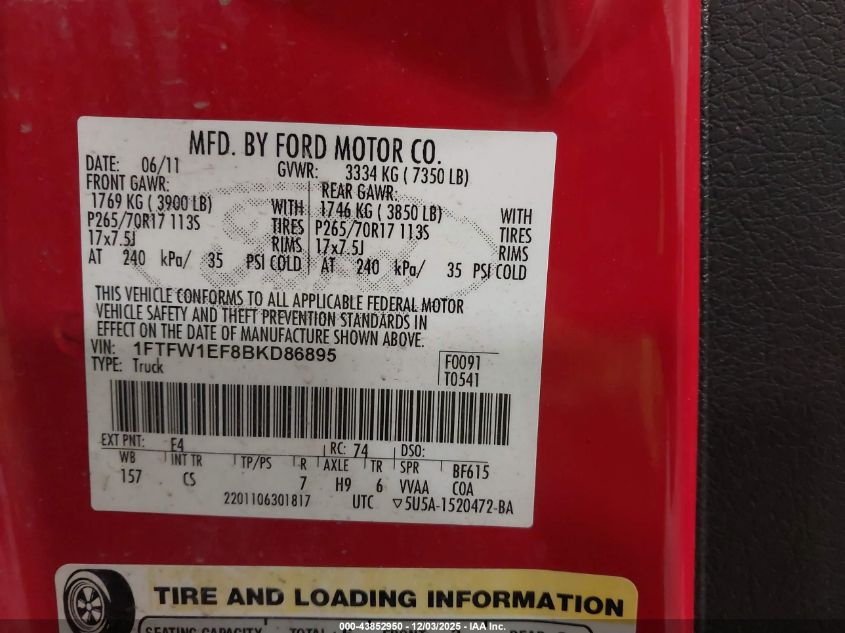 MFD. BY FORD MOTOR CO.
DATE: 06/11 GVWR: 3334 KG ( 7350 LB)
FRONT GAWR: REAR GAWR:
1769 KG ( 3900 LB) WITH 1746 KG ( 3850 LB) WITH
P265/70R17 113S TIRES P265/70R17 113S TIRES
17x7.5J RIMS 17x7.5J RIMS
AT 240 kPa/ 35 PSI COLD AT 240 kPa/ 35 PSI COLD
THIS VEHICLE CONFORMS TO ALL APPLICABLE FEDERAL MOTOR
VEHICLE SAFETY AND THEFT PREVENTION STANDARDS IN
EFFECT ON THE DATE OF MANUFACTURE SHOWN ABOVE.
VIN: 1FTFW1EF8BKD86895
TYPE: Truck
F0091
T0541
EXT PNT: F4 RC: 74 DSO:
WB INT TR TP/PS R AXLE TR SPR BF615
157 CS 7 H9 6 VVAA COA
2201106301817 UTC ▽5U5A-1520472-BA
TIRE AND LOADING INFORMATION
SEATING CAPACITY TOTAL
000-43852950 - 12/03/2025 - IAA Inc.